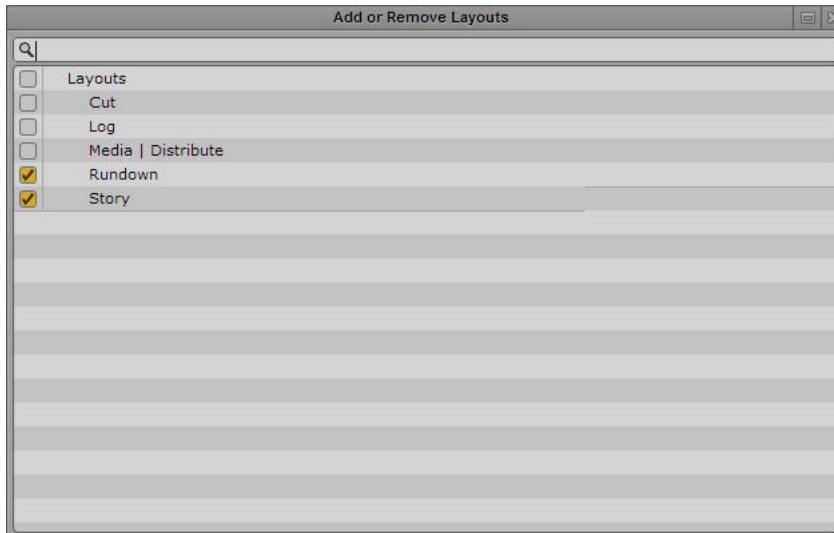 Add or Remove Layouts
Layouts
Cut
Log
Media | Distribute
Rundown
Story